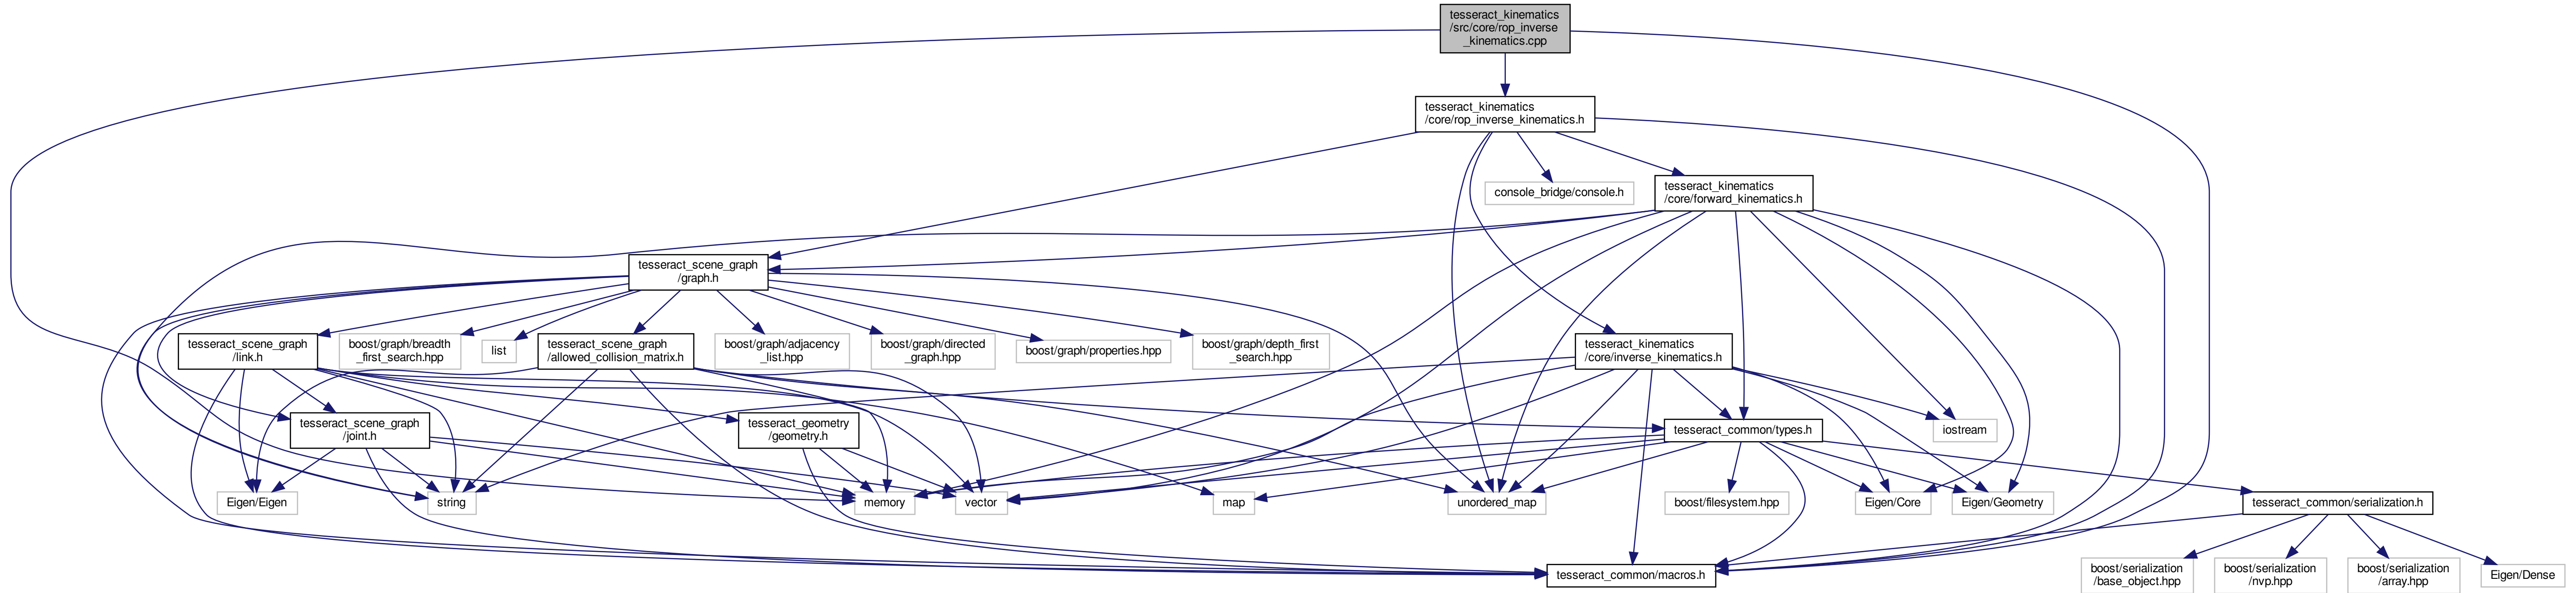 tesseract_kinematics
/src/core/rop_inverse
_kinematics.cpp
tesseract_kinematics
/core/rop_inverse_kinematics.h
console_bridge/console.h
tesseract_kinematics
/core/forward_kinematics.h
tesseract_scene_graph
/graph.h
tesseract_scene_graph
/link.h
boost/graph/breadth
_first_search.hpp
list
tesseract_scene_graph
/allowed_collision_matrix.h
boost/graph/adjacency
_list.hpp
boost/graph/directed
_graph.hpp
boost/graph/properties.hpp
boost/graph/depth_first
_search.hpp
tesseract_kinematics
/core/inverse_kinematics.h
tesseract_scene_graph
/joint.h
tesseract_geometry
/geometry.h
tesseract_common/types.h
iostream
Eigen/Eigen
string
memory
vector
map
unordered_map
boost/filesystem.hpp
Eigen/Core
Eigen/Geometry
tesseract_common/serialization.h
tesseract_common/macros.h
boost/serialization
/base_object.hpp
boost/serialization
/nvp.hpp
boost/serialization
/array.hpp
Eigen/Dense